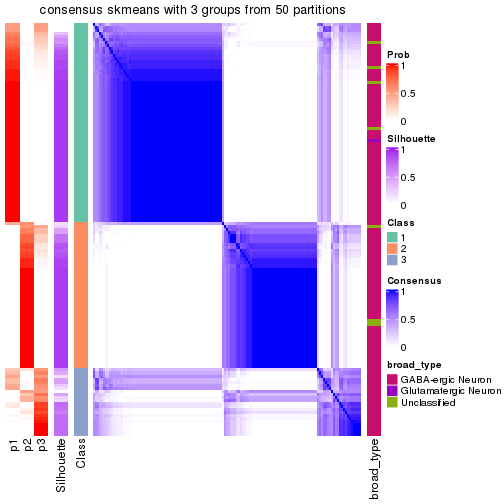 consensus skmeans with 3 groups from 50 partitions
Prob
1
0.5
0
Silhouette
1
0.5
0
Class
1
2
3
Consensus
1
0.5
0
broad_type
GABA-ergic Neuron
Glutamatergic Neuron
Unclassified
p1
p2
p3
Silhouette
Class
broad_type